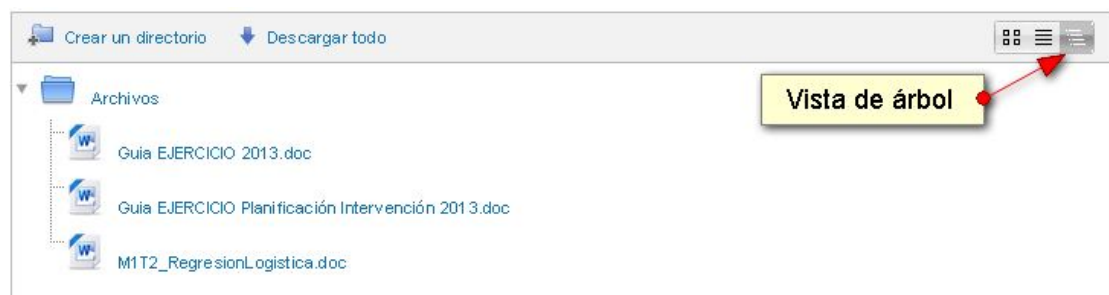 Crear un directorio Descargar todo
Vista de árbol
Archivos
Guia EJERCICIO 2013.doc
Guia EJERCICIO Planificación Intervención 2013.doc
M1T2_RegresionLogistica.doc